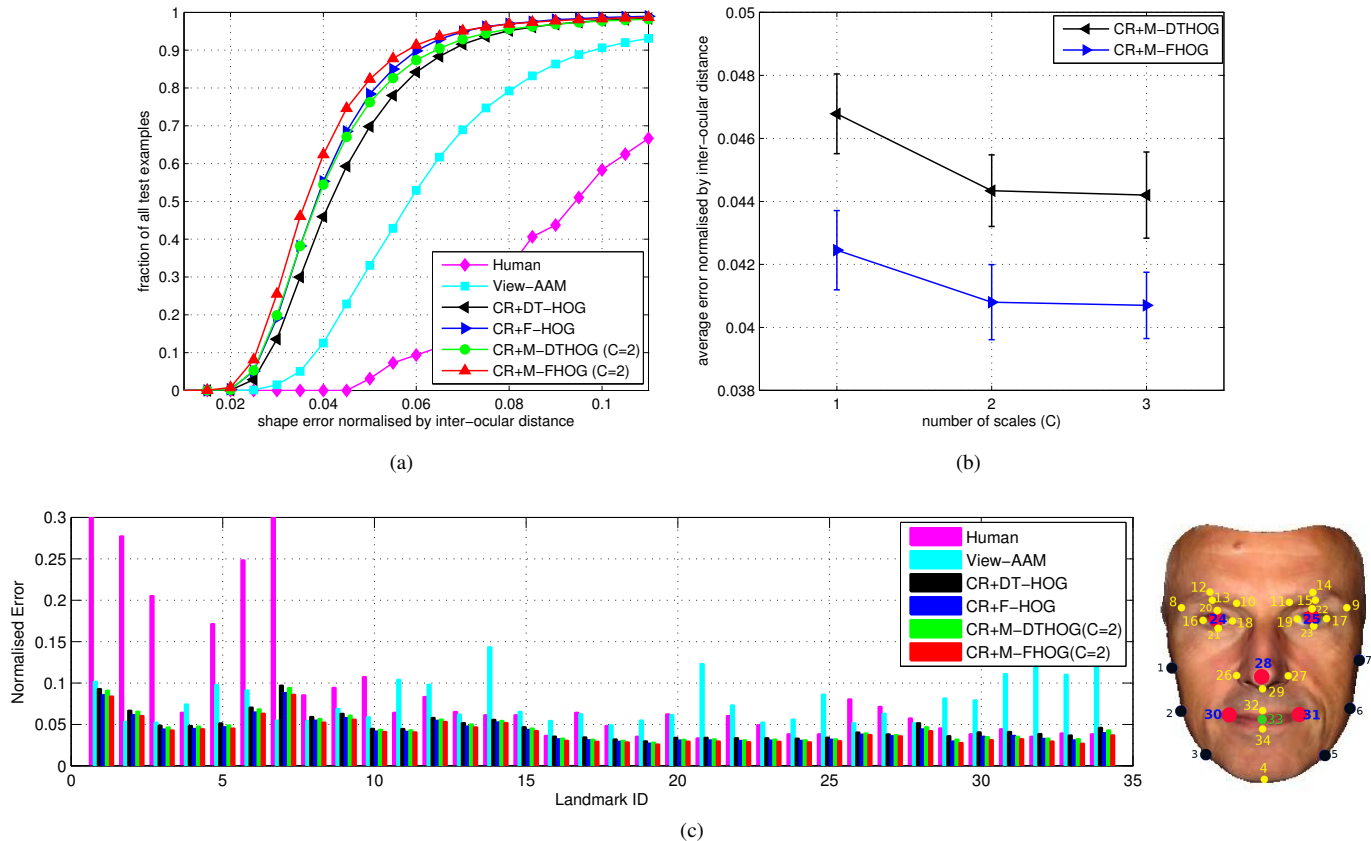 1
0.9
0.8
0.7
0.6
0.5
0.4
0.3
0.2
0.1
0
fraction of all test examples
0.02 0.04 0.06 0.08 0.1
shape error normalised by inter−ocular distance
Human
View−AAM
CR+DT−HOG
CR+F−HOG
CR+M−DTHOG (C=2)
CR+M−FHOG (C=2)
(a)
0.05
0.048
0.046
0.044
0.042
0.04
0.038
average error normalised by inter−ocular distance
1 2 3
number of scales (C)
CR+M−DTHOG
CR+M−FHOG
(b)
0.3
0.25
0.2
0.15
0.1
0.05
0
Normalised Error
0 5 10 15 20 25 30 35
Landmark ID
Human
View−AAM
CR+DT−HOG
CR+F−HOG
CR+M−DTHOG(C=2)
CR+M−FHOG(C=2)
12 14
8 13 10 11 15 9
20 22
16 24 18 19 25 17
21 23
1 28 7
26 27
29
2 30 32 31 6
33
34
3 5
4
(c)